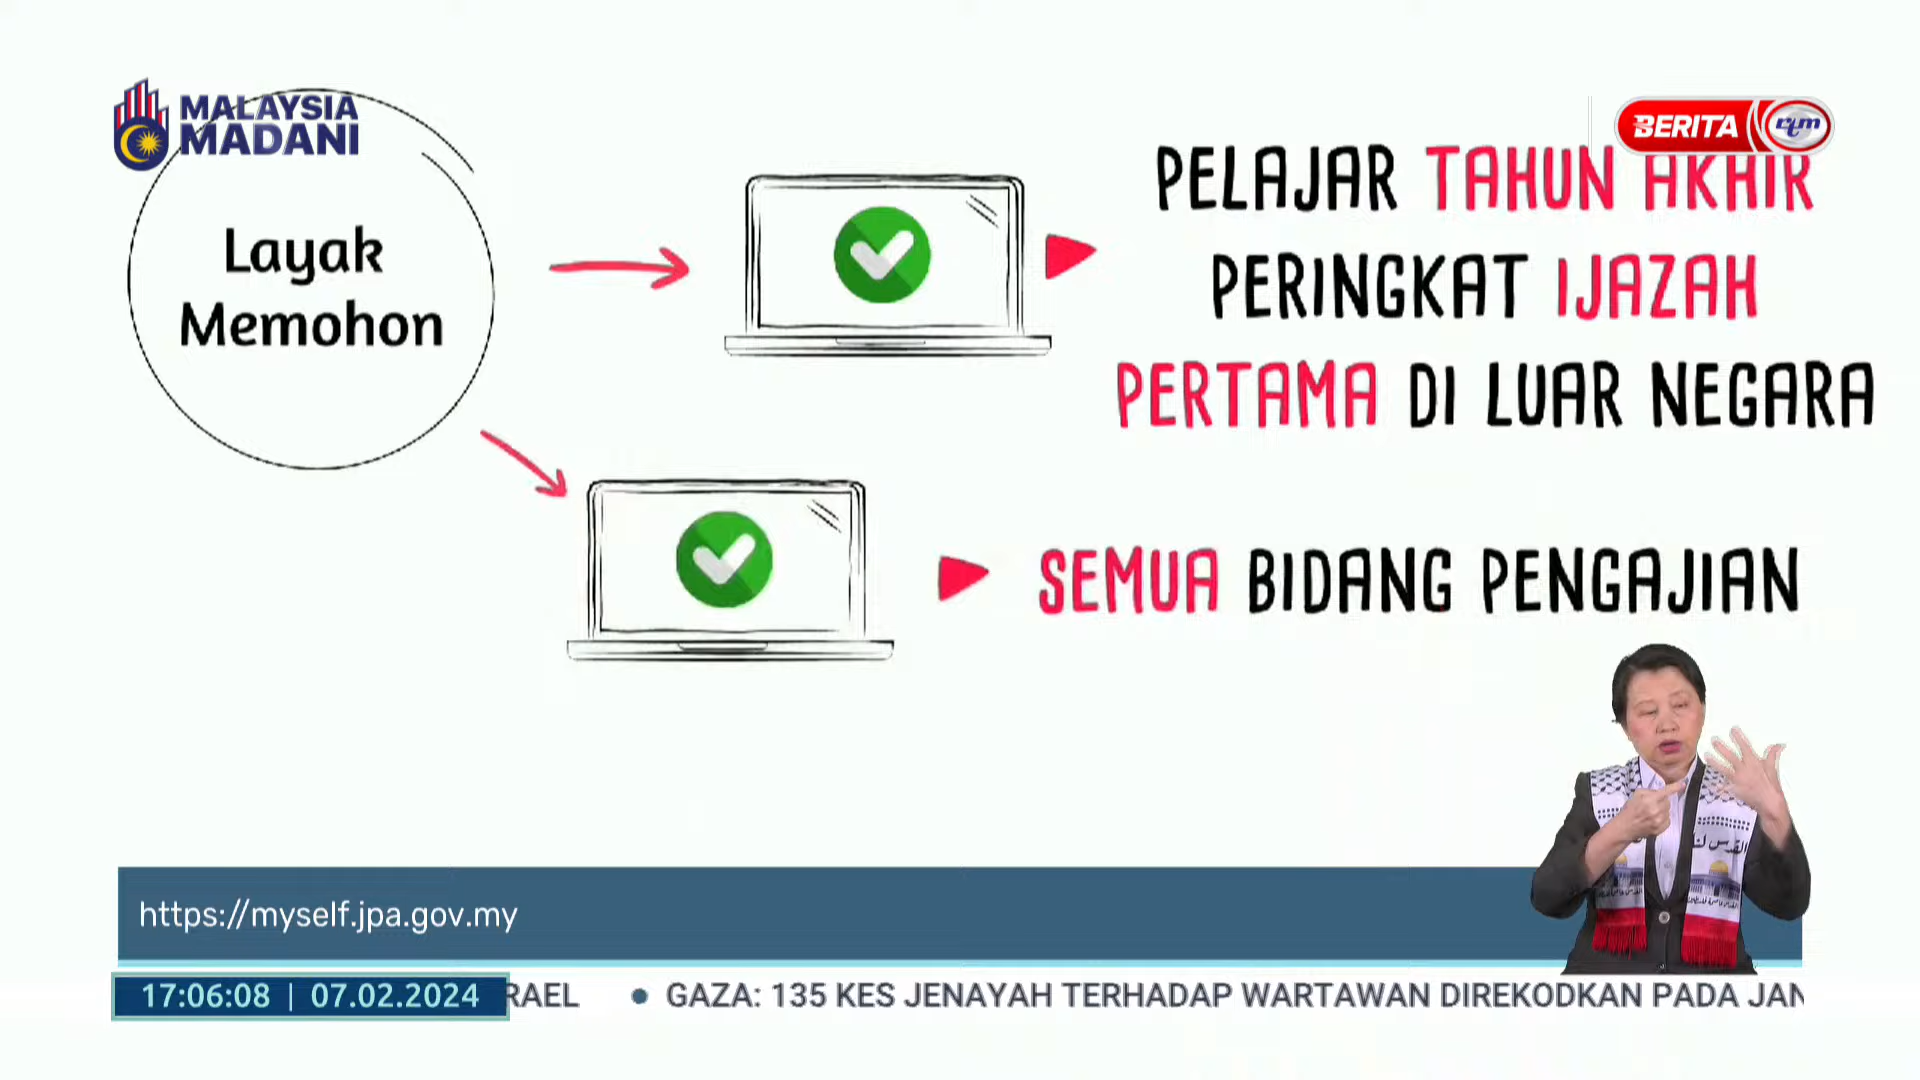 MALAYSIA
MADANI
BERITA rtm
Layak
Memohon
PELAJAR TAHUN AKHIR
PERINGKAT IJAZAH
PERTAMA DI LUAR NEGARA
SEMUA BIDANG PENGAJIAN
https://myself.jpa.gov.my
17:06:08 | 07.02.2024 RAEL • GAZA: 135 KES JENAYAH TERHADAP WARTAWAN DIREKODKAN PADA JAN